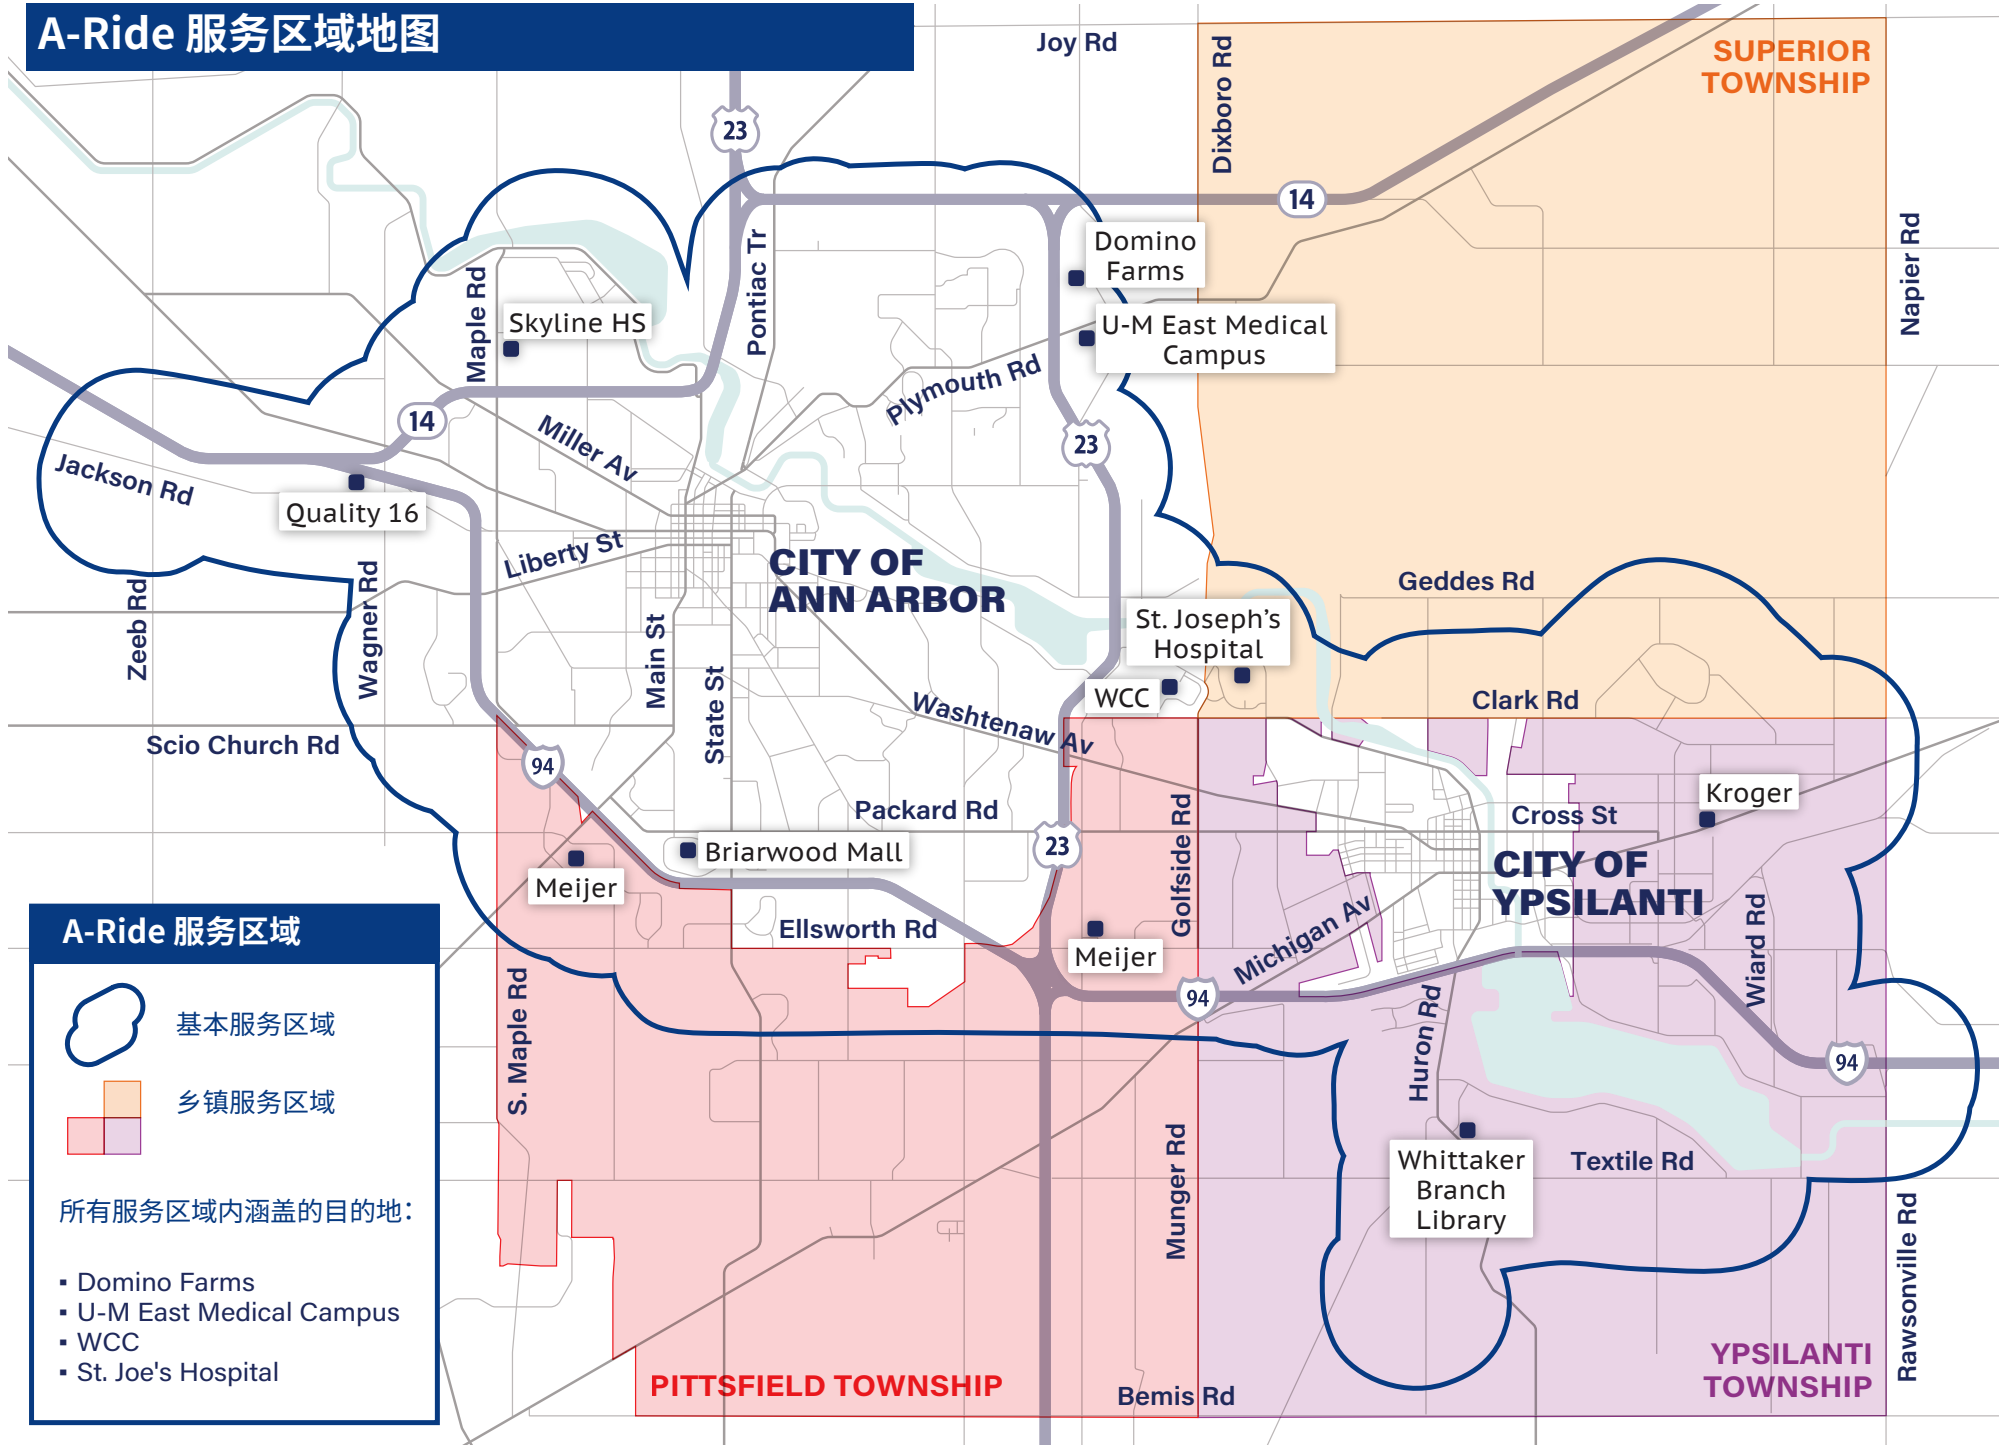 A-Ride 服务区域地图
Joy Rd
Dixboro Rd
SUPERIOR
TOWNSHIP
23
14
Pontiac Tr
Domino
Farms
Napier Rd
Maple Rd
Skyline HS
U-M East Medical
Campus
Plymouth Rd
14
Miller Av
23
Jackson Rd
Quality 16
Liberty St
CITY OF
ANN ARBOR
Geddes Rd
Zeeb Rd
Wagner Rd
Main St
State St
St. Joseph's
Hospital
WCC
Clark Rd
Washtenaw Av
Scio Church Rd
94
Packard Rd
Golfside Rd
Kroger
Cross St
23
Briarwood Mall
Meijer
CITY OF
YPSILANTI
Ellsworth Rd
Meijer
Michigan Av
Wiard Rd
94
S. Maple Rd
Huron Rd
94
Munger Rd
Whittaker
Branch
Library
Textile Rd
Rawsonville Rd
PITTSFIELD TOWNSHIP
Bemis Rd
YPSILANTI
TOWNSHIP
A-Ride 服务区域
基本服务区域
乡镇服务区域
所有服务区域内涵盖的目的地：
▪ Domino Farms
▪ U-M East Medical Campus
▪ WCC
▪ St. Joe's Hospital